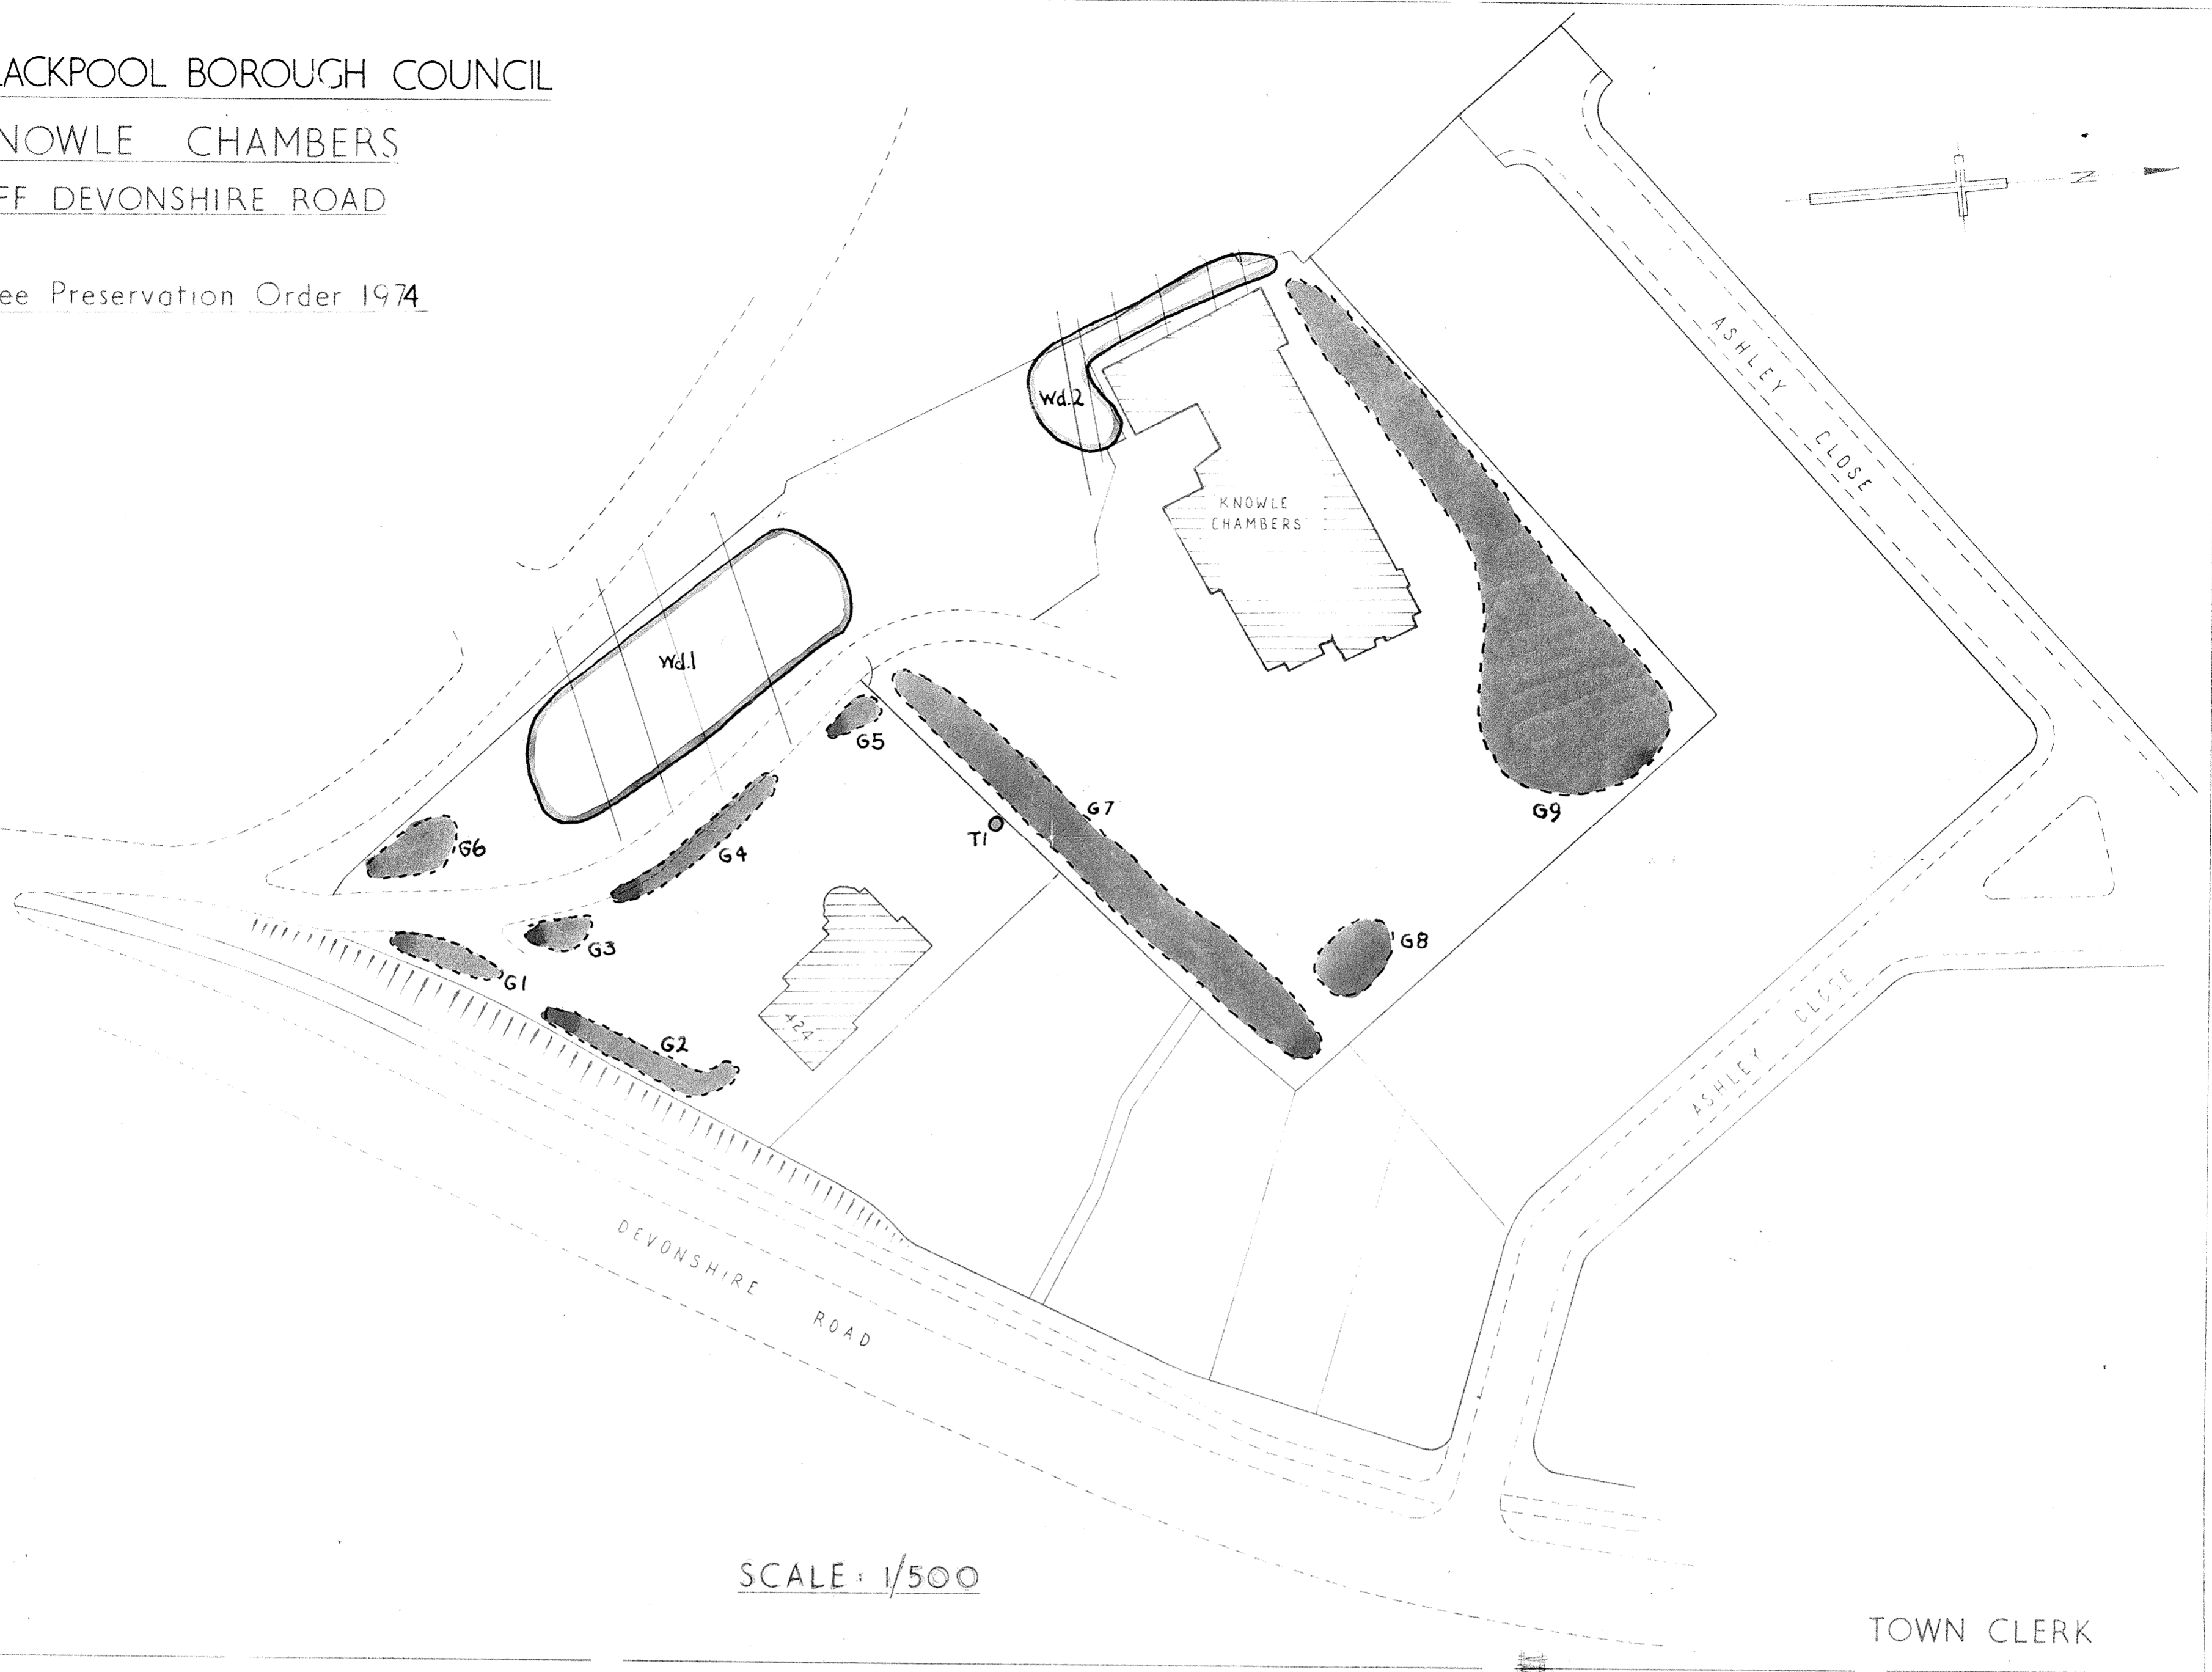 LACKPOOL BOROUGH COUNCIL
NOWLE CHAMBERS
FF DEVONSHIRE ROAD
ee Preservation Order 1974
N
ASHLEY CLOSE
Wd.2
KNOWLE
CHAMBERS
Wd.1
G5
G7
T1
G9
G6
G4
G3
G8
G1
424
G2
ASHLEY CLOSE
DEVONSHIRE ROAD
SCALE: 1/500
TOWN CLERK